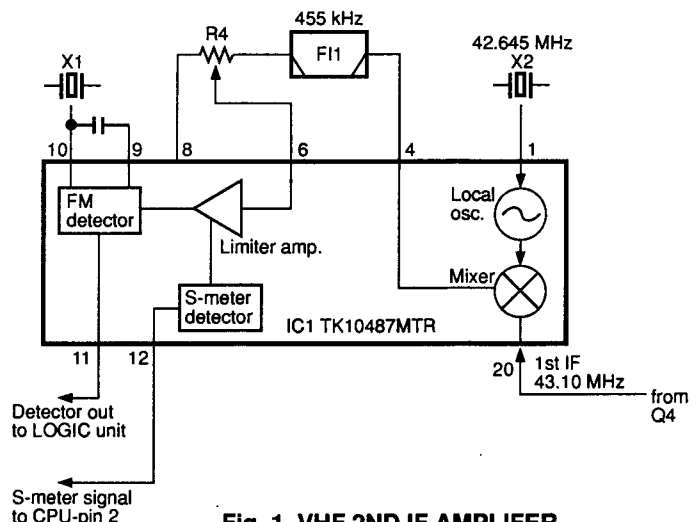 455 kHz
R4
FI1
42.645 MHz
X1
X2
10
9
8
6
4
1
FM
detector
Local
osc.
Limiter amp.
Mixer
S-meter
detector
IC1 TK10487MTR
11
12
20
1st IF
43.10 MHz
from
Q4
Detector out
to LOGIC unit
S-meter signal
to CPU-pin 2
Fig. 1 VHF 2ND IF AMPLIFER